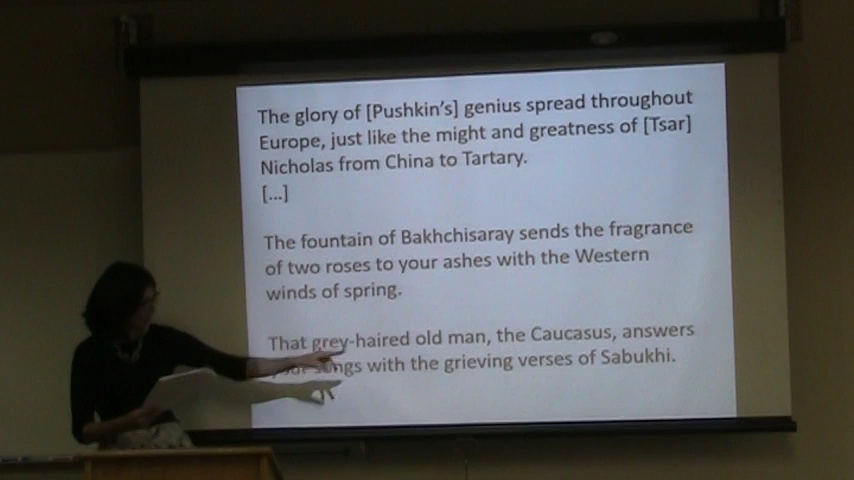 The glory of [Pushkin's] genius spread throughout
Europe, just like the might and greatness of [Tsar]
Nicholas from China to Tartary.
[...]
The fountain of Bakhchisaray sends the fragrance
of two roses to your ashes with the Western
winds of spring.
That grey-haired old man, the Caucasus, answers
your songs with the grieving verses of Sabukhi.